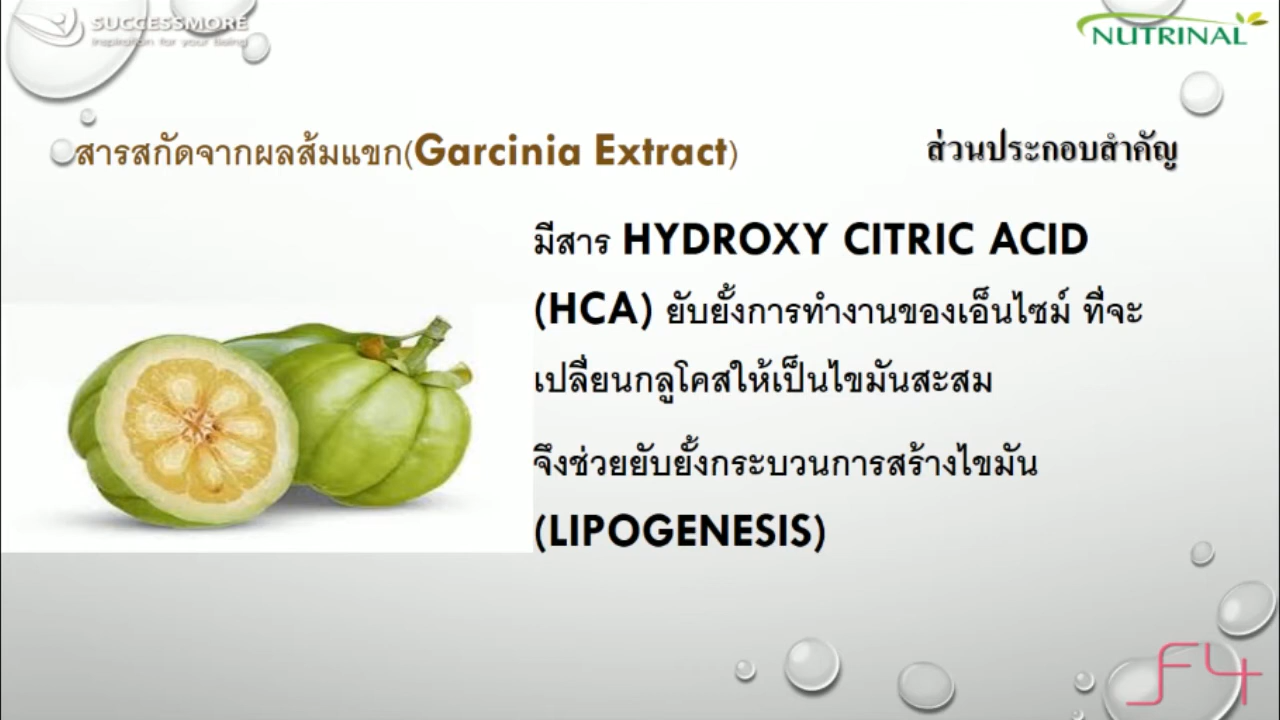 SUCCESSMORE
Inspiration for your Being
NUTRINAL
สารสกัดจากผลส้มแขก(Garcinia Extract)
ส่วนประกอบสำคัญ
มีสาร HYDROXY CITRIC ACID
(HCA) ยับยั้งการทำงานของเอ็นไซม์ ที่จะ
เปลี่ยนกลูโคสให้เป็นไขมันสะสม
จึงช่วยยับยั้งกระบวนการสร้างไขมัน
(LIPOGENESIS)
F4